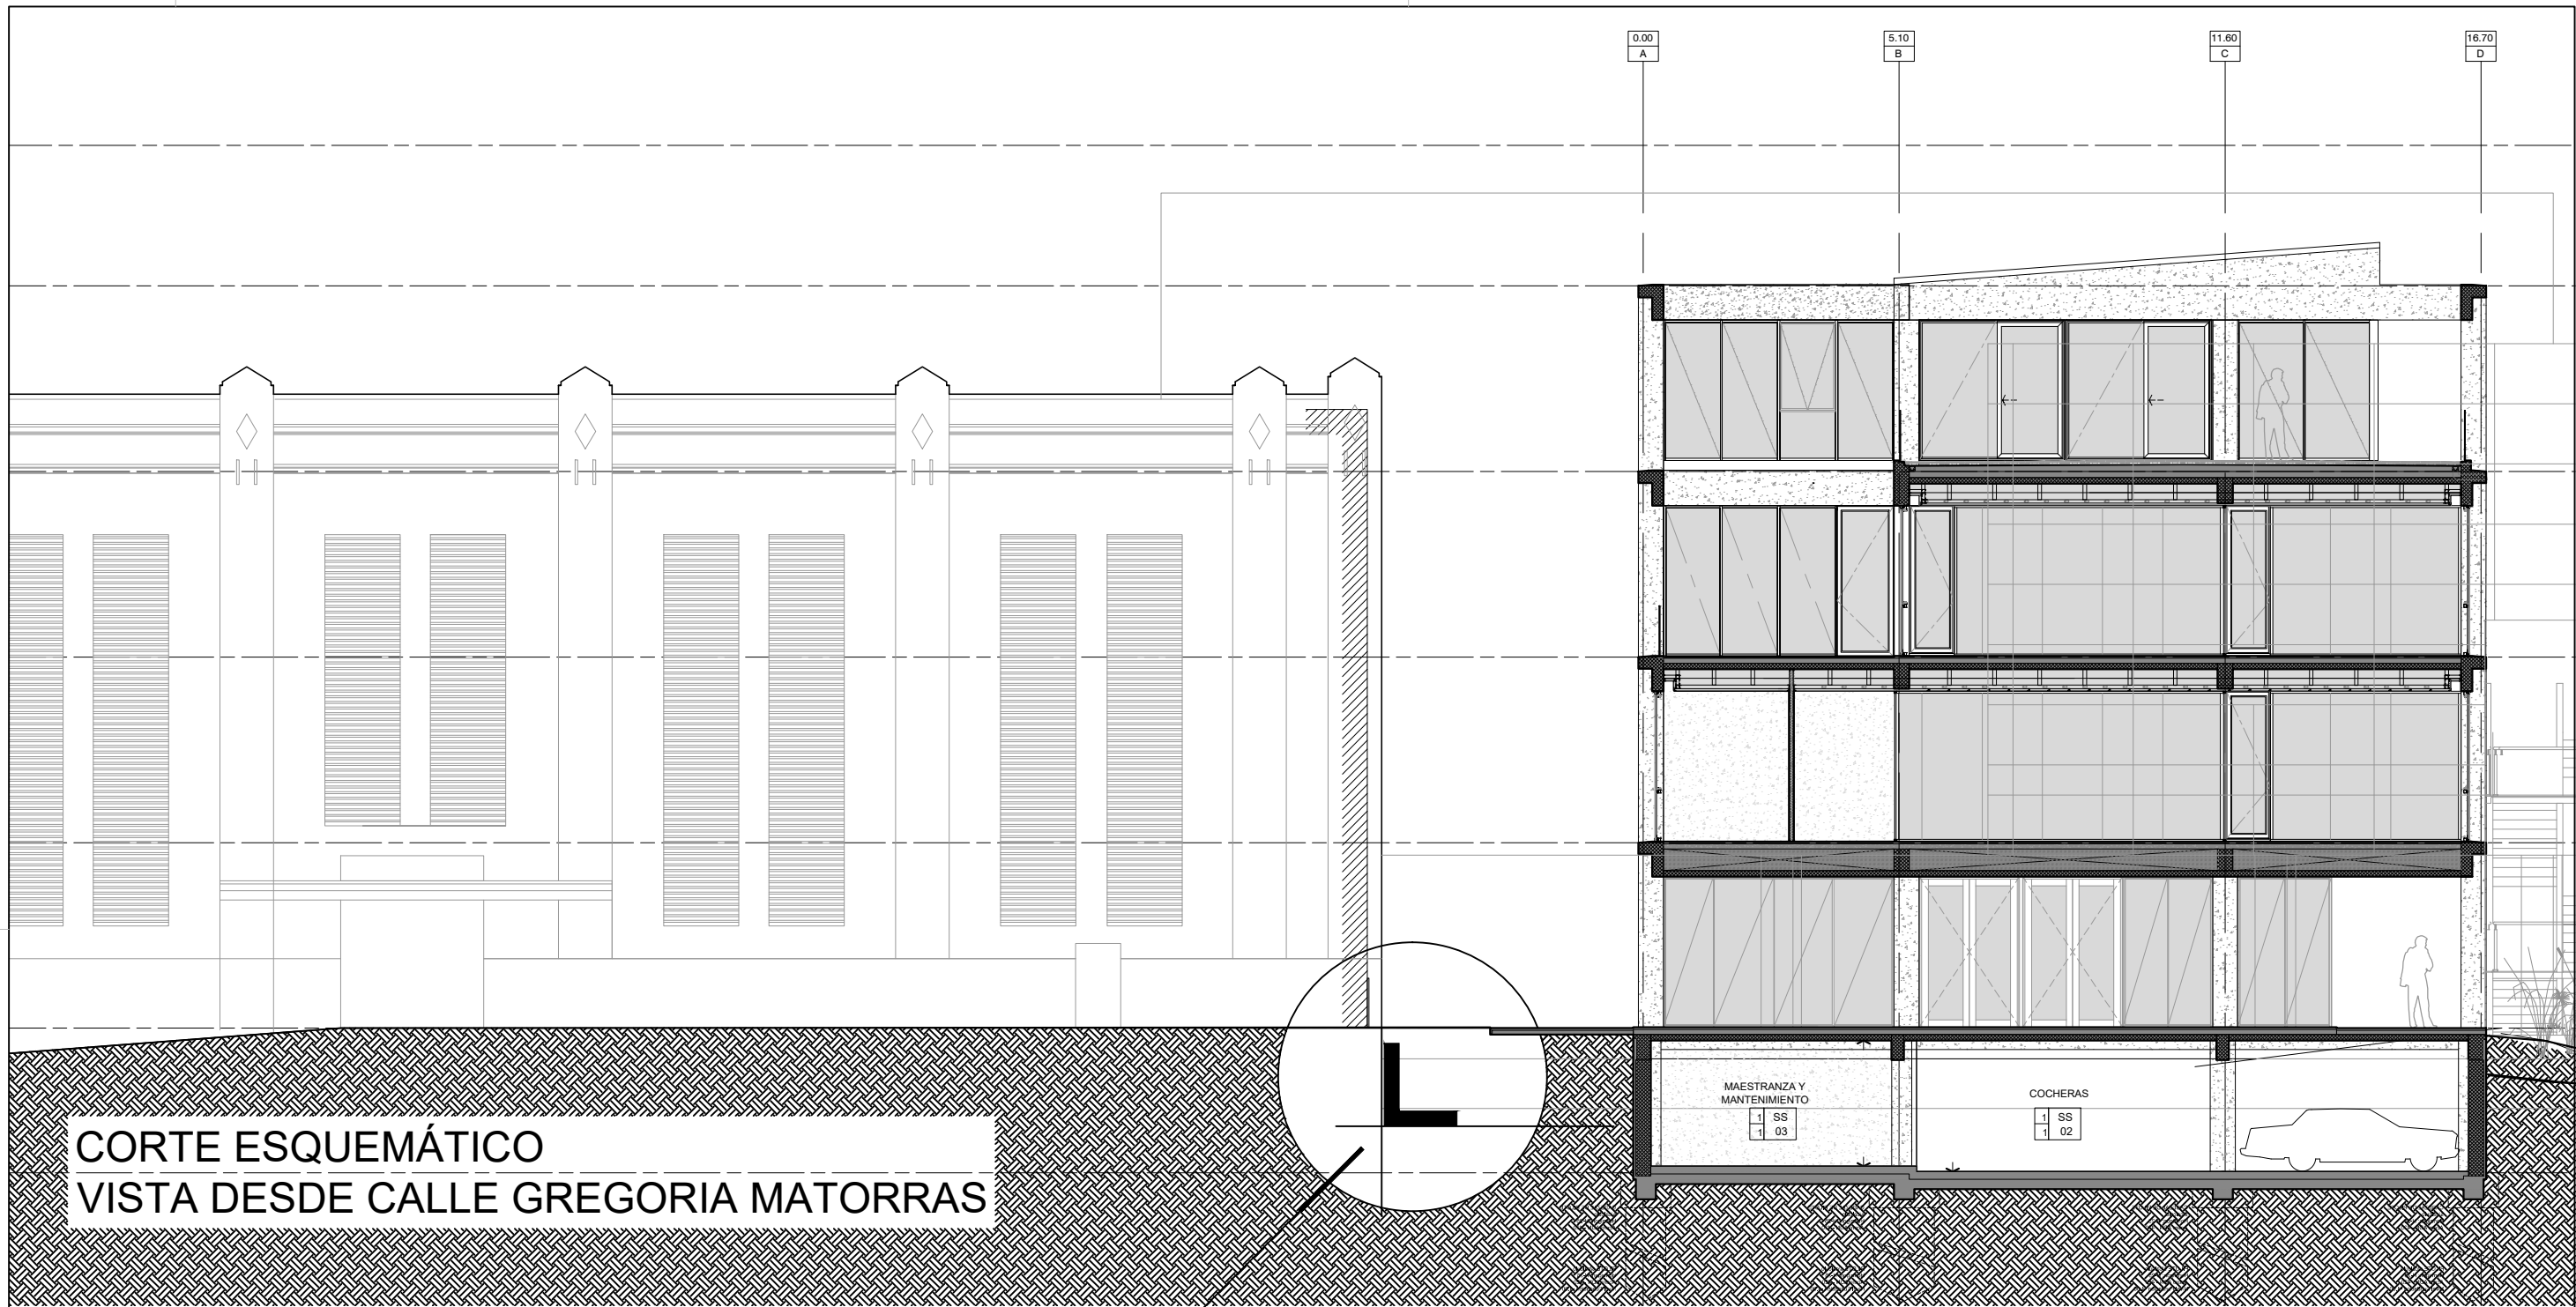 0.00
A
5.10
B
11.60
C
16.70
D
MAESTRANZA Y
MANTENIMIENTO
1 SS
1 03
COCHERAS
1 SS
1 02
CORTE ESQUEMÁTICO
VISTA DESDE CALLE GREGORIA MATORRAS